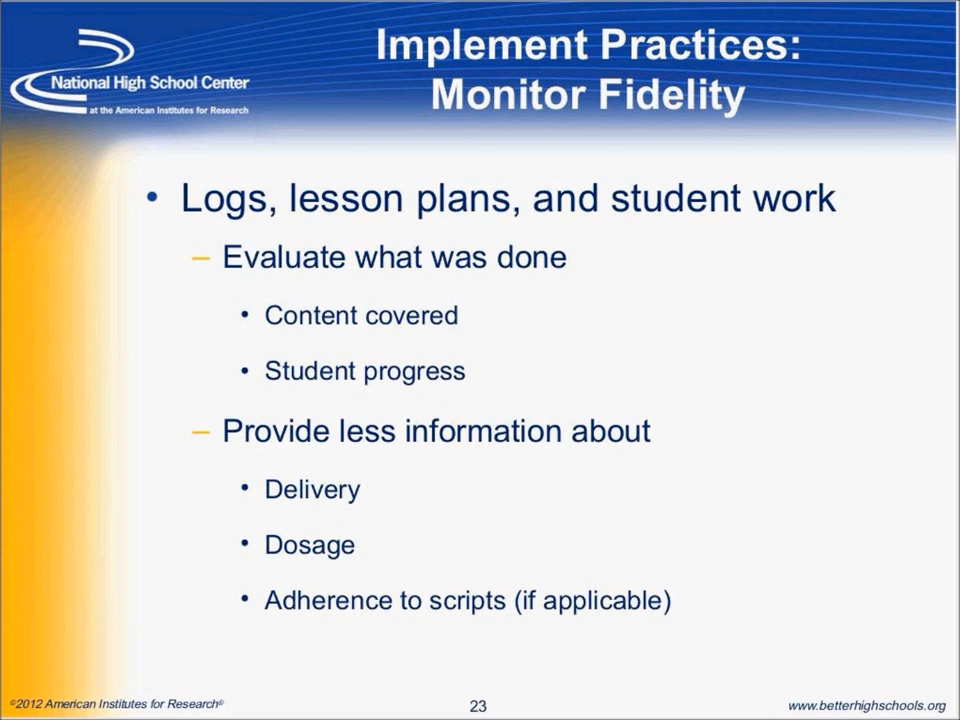 National High School Center
at the American Institutes for Research
Implement Practices:
Monitor Fidelity
• Logs, lesson plans, and student work
– Evaluate what was done
• Content covered
• Student progress
– Provide less information about
• Delivery
• Dosage
• Adherence to scripts (if applicable)
©2012 American Institutes for Research®
23
www.betterhighschools.org